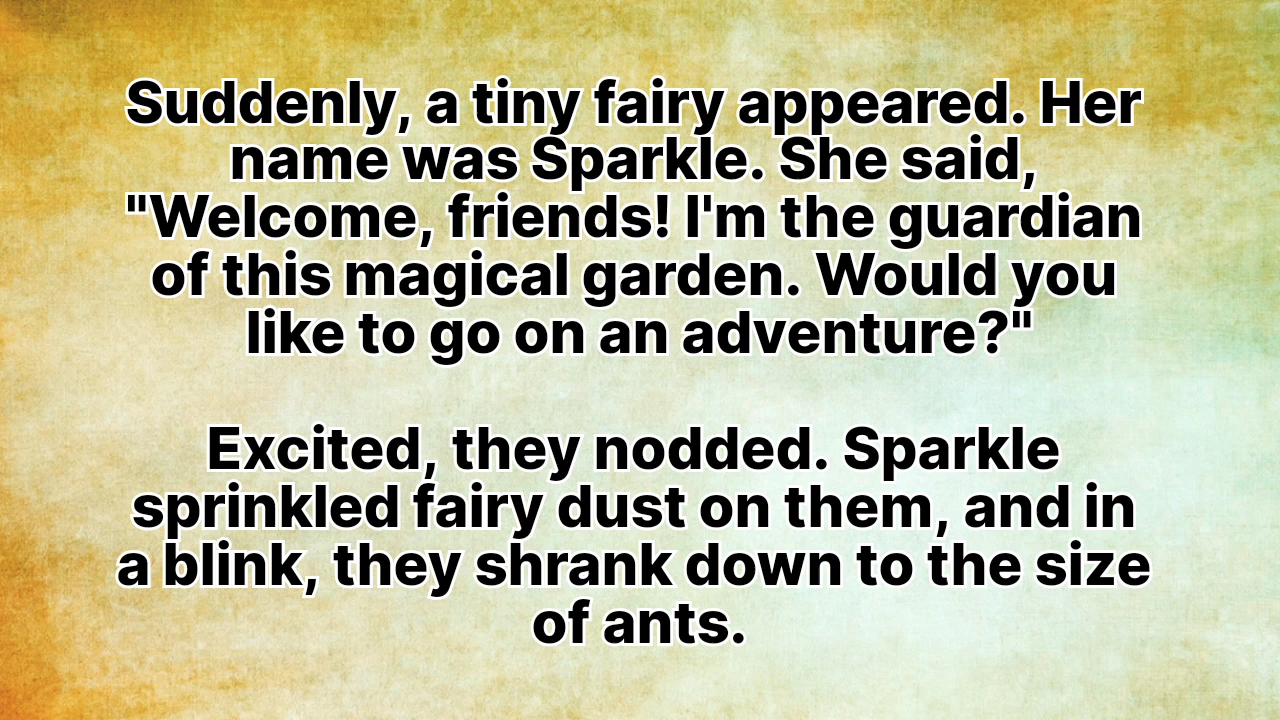 Suddenly, a tiny fairy appeared. Her
name was Sparkle. She said,
"Welcome, friends! I'm the guardian
of this magical garden. Would you
like to go on an adventure?"
Excited, they nodded. Sparkle
sprinkled fairy dust on them, and in
a blink, they shrank down to the size
of ants.